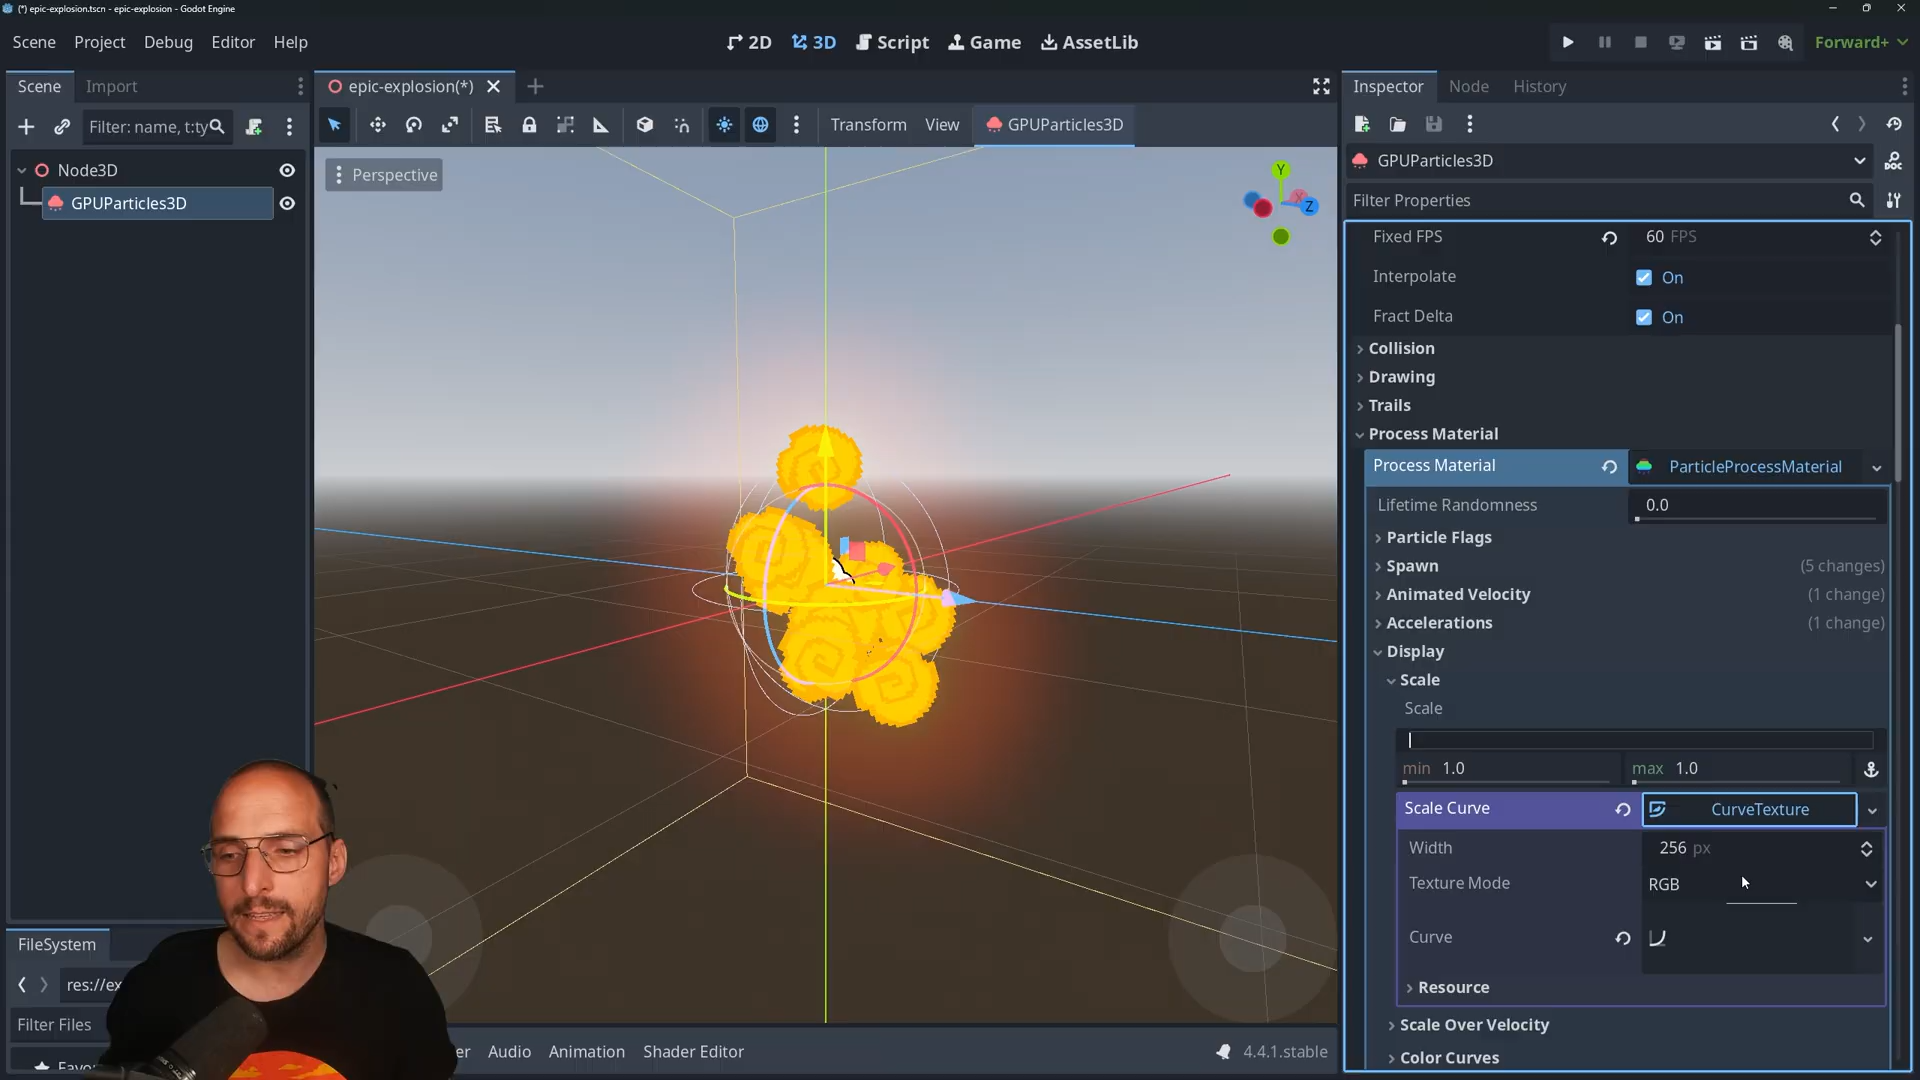 (*) epic-explosion.tscn - epic-explosion - Godot Engine
Scene Project Debug Editor Help
2D 3D Script Game AssetLib
Forward+
Scene Import
epic-explosion(*)
Inspector Node History
Filter: name, t:ty
Transform View GPUParticles3D
Node3D
GPUParticles3D
Perspective
Y
X
Z
GPUParticles3D
DOC
Filter Properties
Fixed FPS 60 FPS
Interpolate On
Fract Delta On
Collision
Drawing
Trails
Process Material
Process Material ParticleProcessMaterial
Lifetime Randomness 0.0
Particle Flags
Spawn (5 changes)
Animated Velocity (1 change)
Accelerations (1 change)
Display
Scale
Scale
min 1.0 max 1.0
Scale Curve CurveTexture
Width 256 px
Texture Mode RGB
Curve
Resource
Scale Over Velocity
Color Curves
FileSystem
res://ex
Filter Files
Favo
er Audio Animation Shader Editor 4.4.1.stable